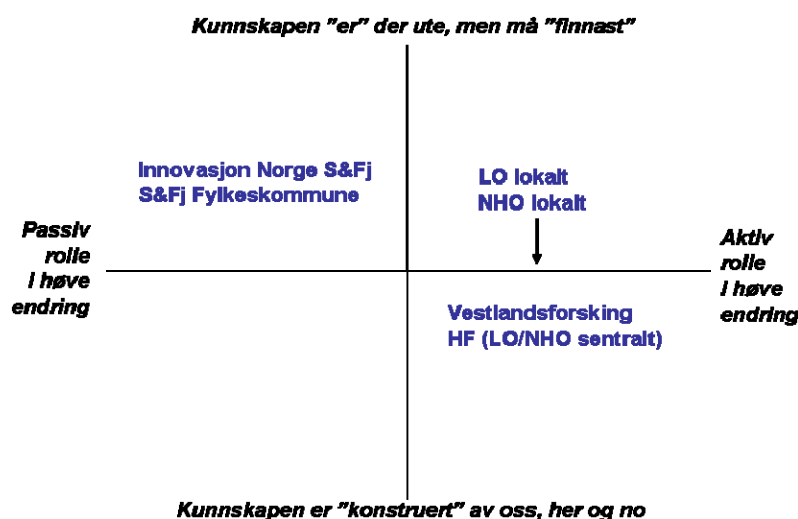 Kunnskapen "er" der ute, men må "finnast"
Innovasjon Norge S&Fj
S&Fj Fylkeskommune
LO lokalt
NHO lokalt
Passiv
rolle
i høve
endring
Aktiv
rolle
i høve
endring
Vestlandsforsking
HF (LO/NHO sentralt)
Kunnskapen er "konstruert" av oss, her og no